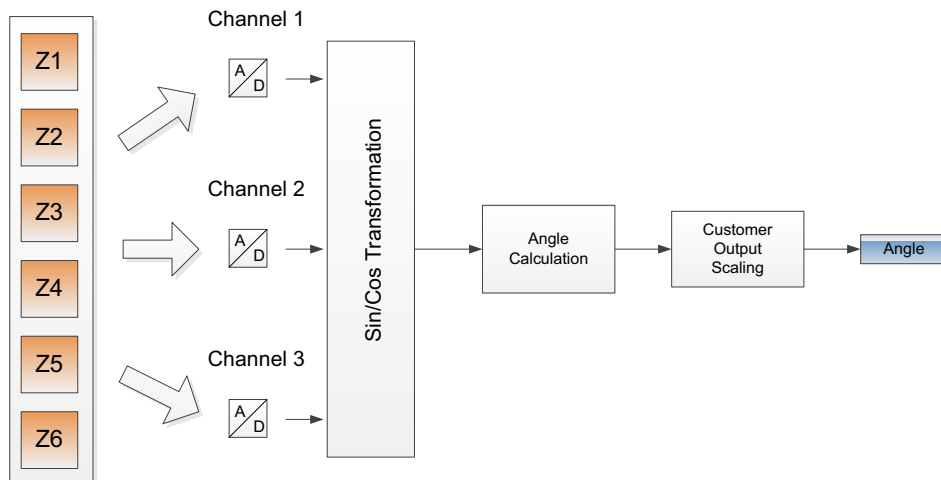 Z1
Z2
Z3
Z4
Z5
Z6
Channel 1
A
D
Channel 2
A
D
Channel 3
A
D
Sin/Cos Transformation
Angle
Calculation
Customer
Output
Scaling
Angle